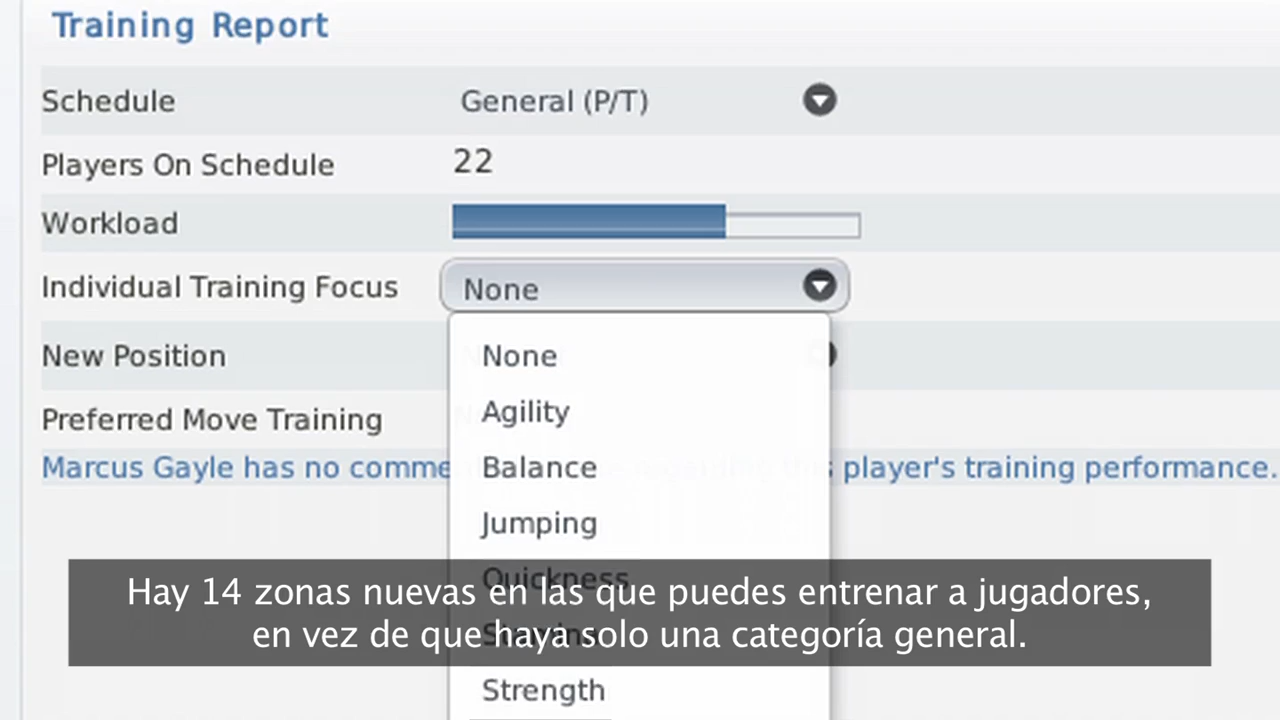 Training Report
Schedule General (P/T)
Players On Schedule 22
Workload
Individual Training Focus None
None
New Position
Agility
Preferred Move Training
Balance
Marcus Gayle has no comme player's training performance.
Jumping
Quickness
Hay 14 zonas nuevas en las que puedes entrenar a jugadores,
en vez de que haya solo una categoría general.
Strength